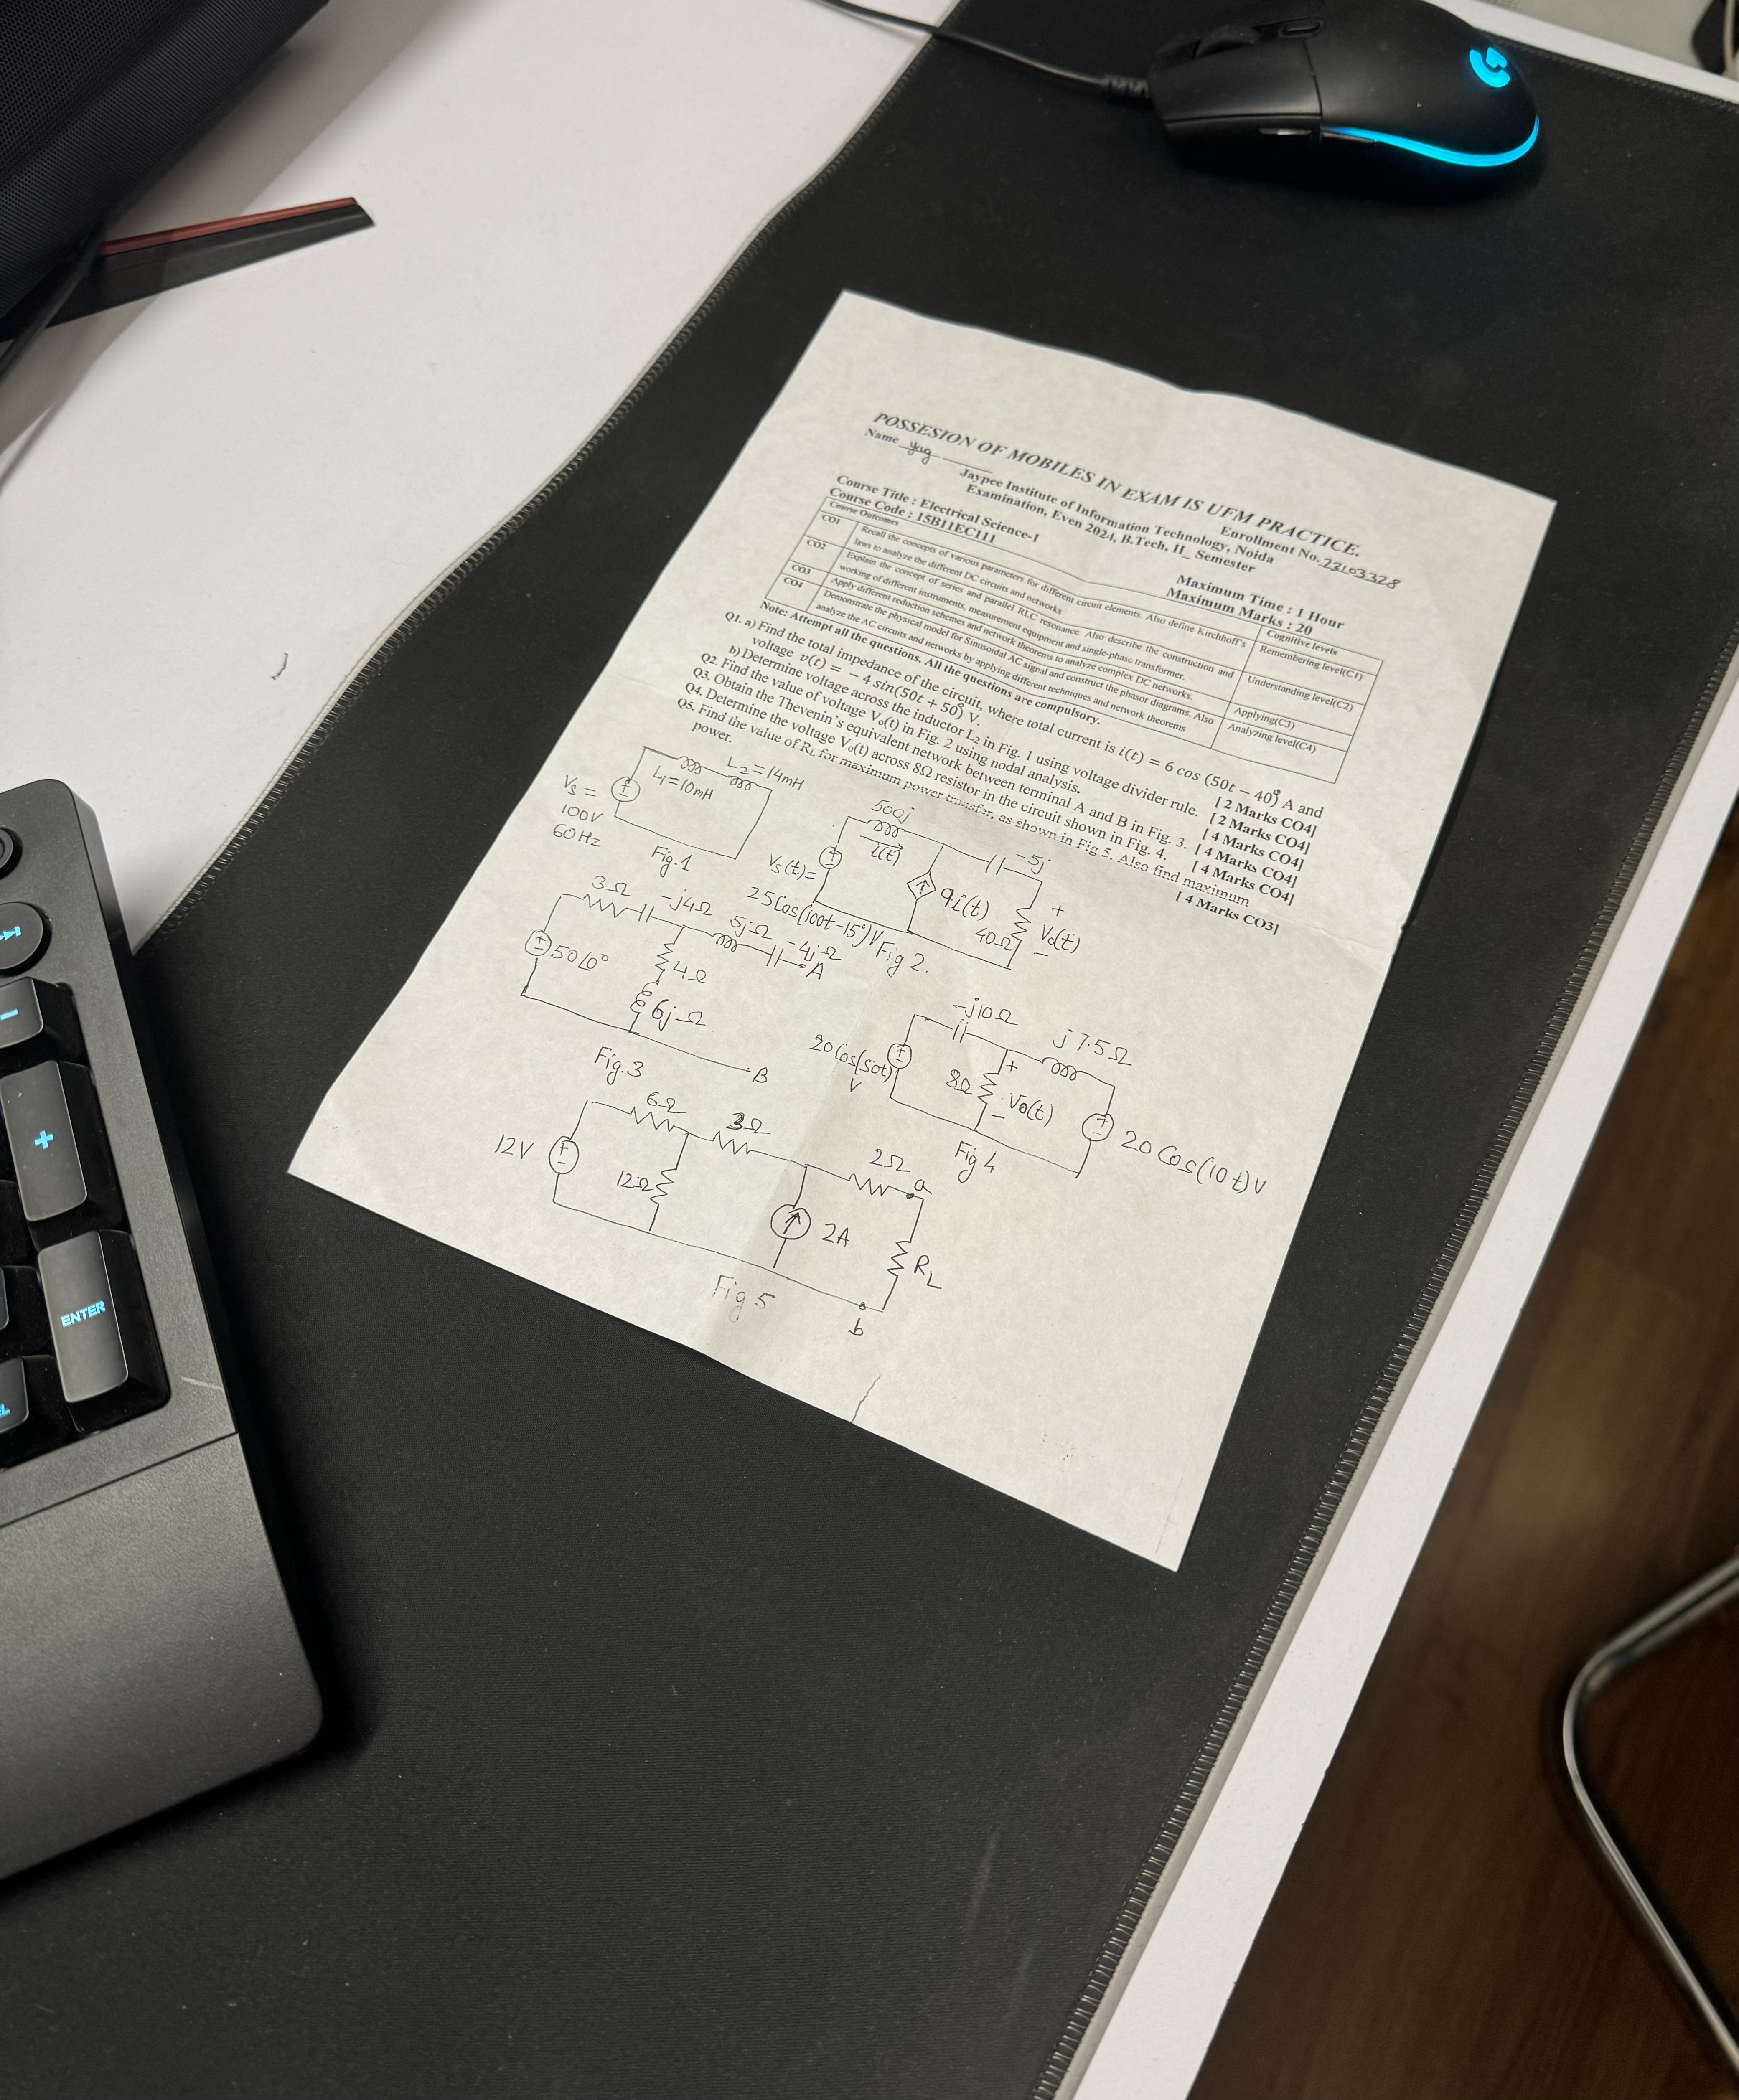 POSSESION OF MOBILES IN EXAM IS UFM PRACTICE.
Name yug Enrollment No. 23103328
Jaypee Institute of Information Technology, Noida
Examination, Even 2024, B.Tech, II_ Semester
Course Title : Electrical Science-I Maximum Time : 1 Hour
Course Code : 15B11EC111 Maximum Marks : 20
Course Outcomes Cognitive levels
CO1 Recall the concepts of various parameters for different circuit elements. Also define Kirchhoff's Remembering level(C1)
laws to analyze the different DC circuits and networks
CO2 Explain the concept of series and parallel RLC resonance. Also describe the construction and Understanding level(C2)
working of different instruments, measurement equipment and single-phase transformer.
CO3 Apply different reduction schemes and network theorems to analyze complex DC networks. Applying(C3)
CO4 Demonstrate the physical model for Sinusoidal AC signal and construct the phasor diagrams. Also Analyzing level(C4)
analyze the AC circuits and networks by applying different techniques and network theorems
Note: Attempt all the questions. All the questions are compulsory.
Q1. a) Find the total impedance of the circuit, where total current is i(t) = 6 cos (50t − 40°) A and
voltage v(t) = − 4 sin(50t + 50°) V. [ 2 Marks CO4]
b) Determine voltage across the inductor L2 in Fig. 1 using voltage divider rule. [ 2 Marks CO4]
Q2. Find the value of voltage Vo(t) in Fig. 2 using nodal analysis. [ 4 Marks CO4]
Q3. Obtain the Thevenin's equivalent network between terminal A and B in Fig. 3. [ 4 Marks CO4]
Q4. Determine the voltage Vo(t) across 8Ω resistor in the circuit shown in Fig. 4. [ 4 Marks CO4]
Q5. Find the value of RL for maximum power transfer, as shown in Fig 5. Also find maximum
power. [ 4 Marks CO3]
L1=10mH
L2=14mH
Vs =
100V
60Hz
Fig.1
500j
i(t)
-5j
Vs(t)=
25Cos(100t-15°)V
9i(t)
40Ω
+
Vo(t)
-
Fig 2.
3Ω
-j4Ω
5jΩ
-4jΩ
A
50∠0°
4Ω
6jΩ
B
Fig.3
-j10Ω
j7.5Ω
20Cos(50t)
V
8Ω
+
Vo(t)
-
20Cos(10t)V
Fig 4
6Ω
3Ω
2Ω
a
12V
12Ω
2A
RL
b
Fig 5
ENTER